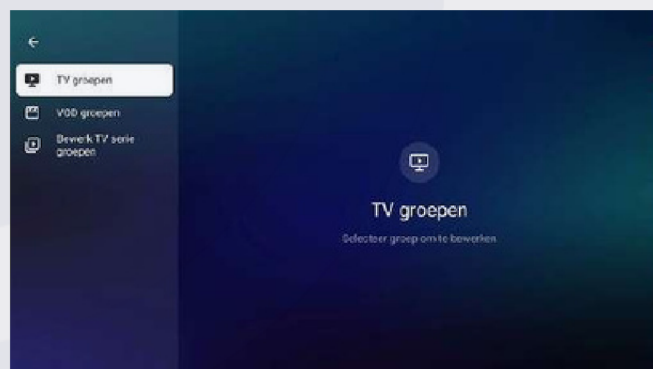 TV groepen
VOD groepen
Bewerk TV serie
groepen
TV groepen
Selecteer groep om te bewerken